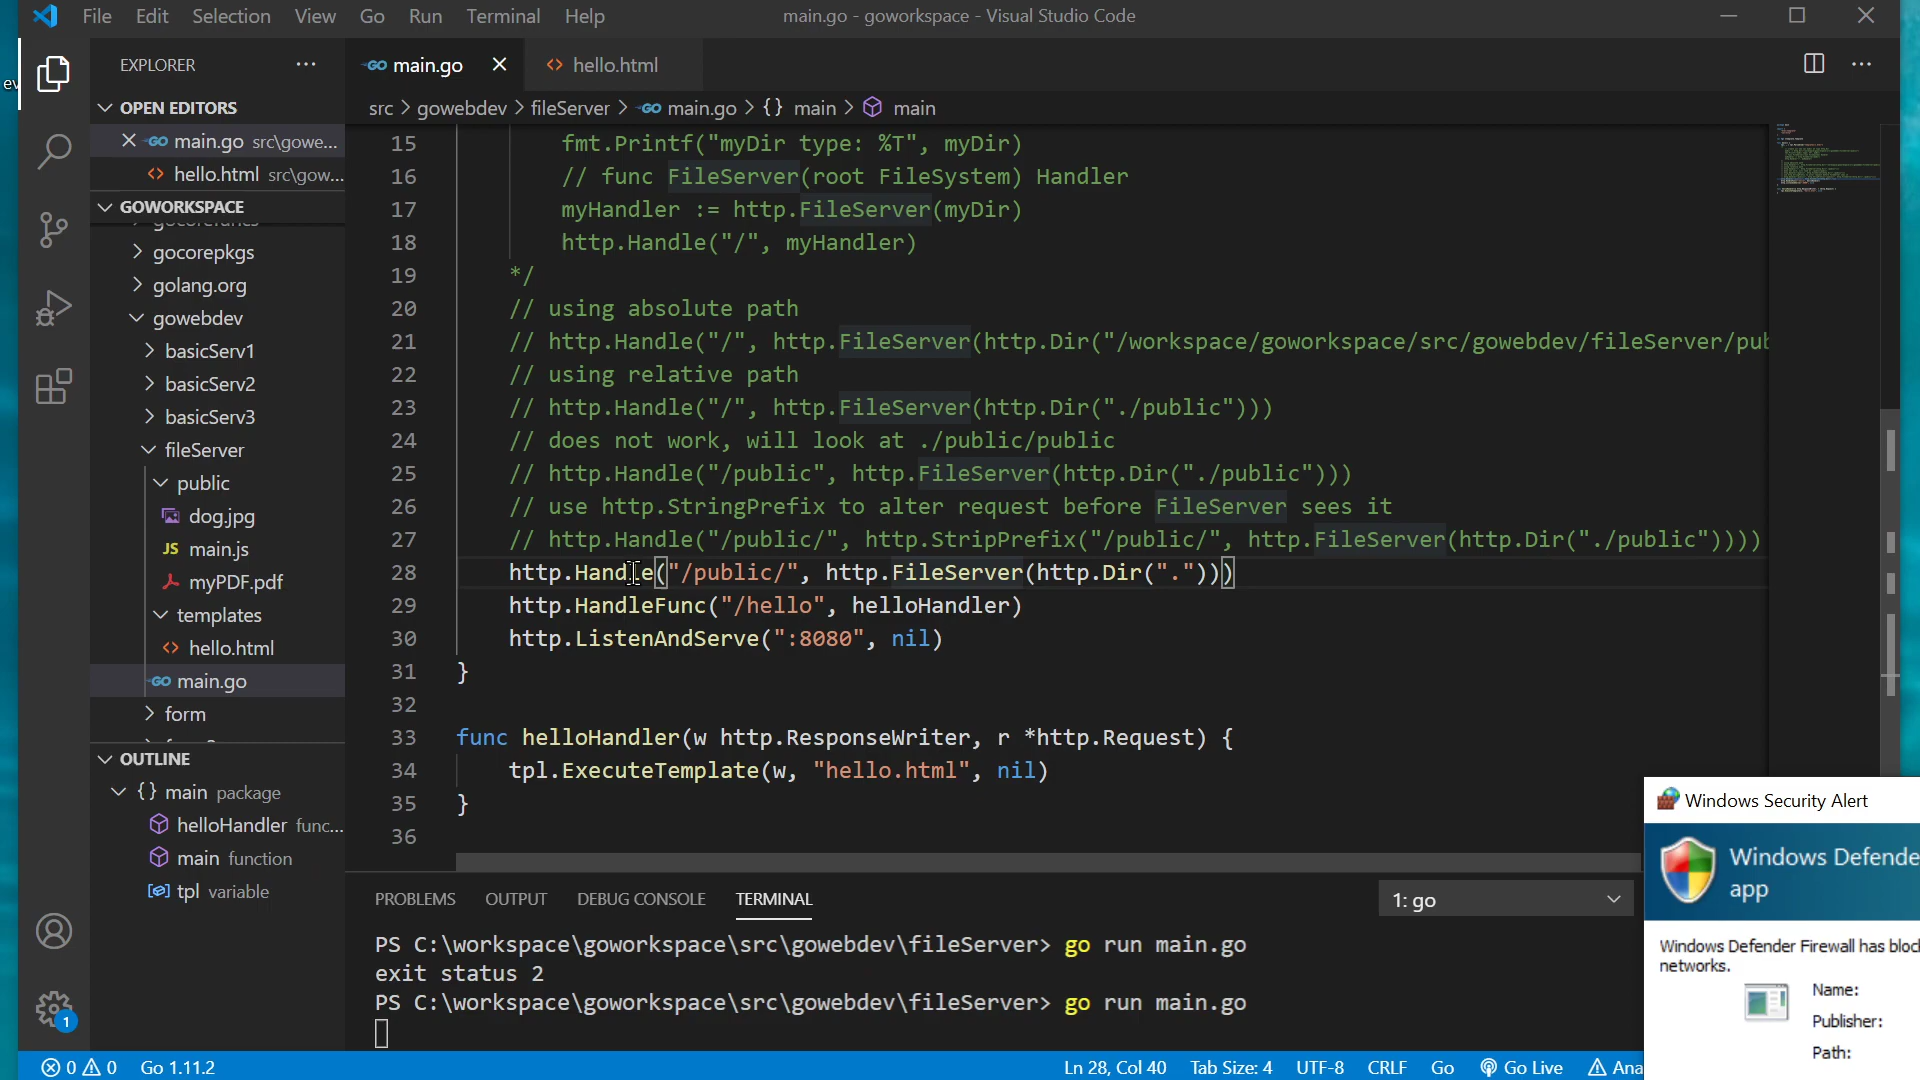 File Edit Selection View Go Run Terminal Help
main.go - goworkspace - Visual Studio Code
EXPLORER
OPEN EDITORS
main.go src\gowe...
hello.html src\gow...
GOWORKSPACE
gocorepkgs
golang.org
gowebdev
basicServ1
basicServ2
basicServ3
fileServer
public
dog.jpg
JS main.js
myPDF.pdf
templates
<> hello.html
GO main.go
form
OUTLINE
{} main package
helloHandler func...
main function
tpl variable
GO main.go
<> hello.html
src > gowebdev > fileServer > GO main.go > {} main > main
15 fmt.Printf("myDir type: %T", myDir)
16 // func FileServer(root FileSystem) Handler
17 myHandler := http.FileServer(myDir)
18 http.Handle("/", myHandler)
19 */
20 // using absolute path
21 // http.Handle("/", http.FileServer(http.Dir("/workspace/goworkspace/src/gowebdev/fileServer/pub
22 // using relative path
23 // http.Handle("/", http.FileServer(http.Dir("./public")))
24 // does not work, will look at ./public/public
25 // http.Handle("/public", http.FileServer(http.Dir("./public")))
26 // use http.StringPrefix to alter request before FileServer sees it
27 // http.Handle("/public/", http.StripPrefix("/public/", http.FileServer(http.Dir("./public"))))
28 http.Handle("/public/", http.FileServer(http.Dir(".")))
29 http.HandleFunc("/hello", helloHandler)
30 http.ListenAndServe(":8080", nil)
31 }
32
33 func helloHandler(w http.ResponseWriter, r *http.Request) {
34 tpl.ExecuteTemplate(w, "hello.html", nil)
35 }
36
PROBLEMS OUTPUT DEBUG CONSOLE TERMINAL
1: go
PS C:\workspace\goworkspace\src\gowebdev\fileServer> go run main.go
exit status 2
PS C:\workspace\goworkspace\src\gowebdev\fileServer> go run main.go
Windows Security Alert
Windows Defende
app
Windows Defender Firewall has bloc
networks.
Name:
Publisher:
Path:
1
0 0 Go 1.11.2
Ln 28, Col 40 Tab Size: 4 UTF-8 CRLF Go Go Live Ana